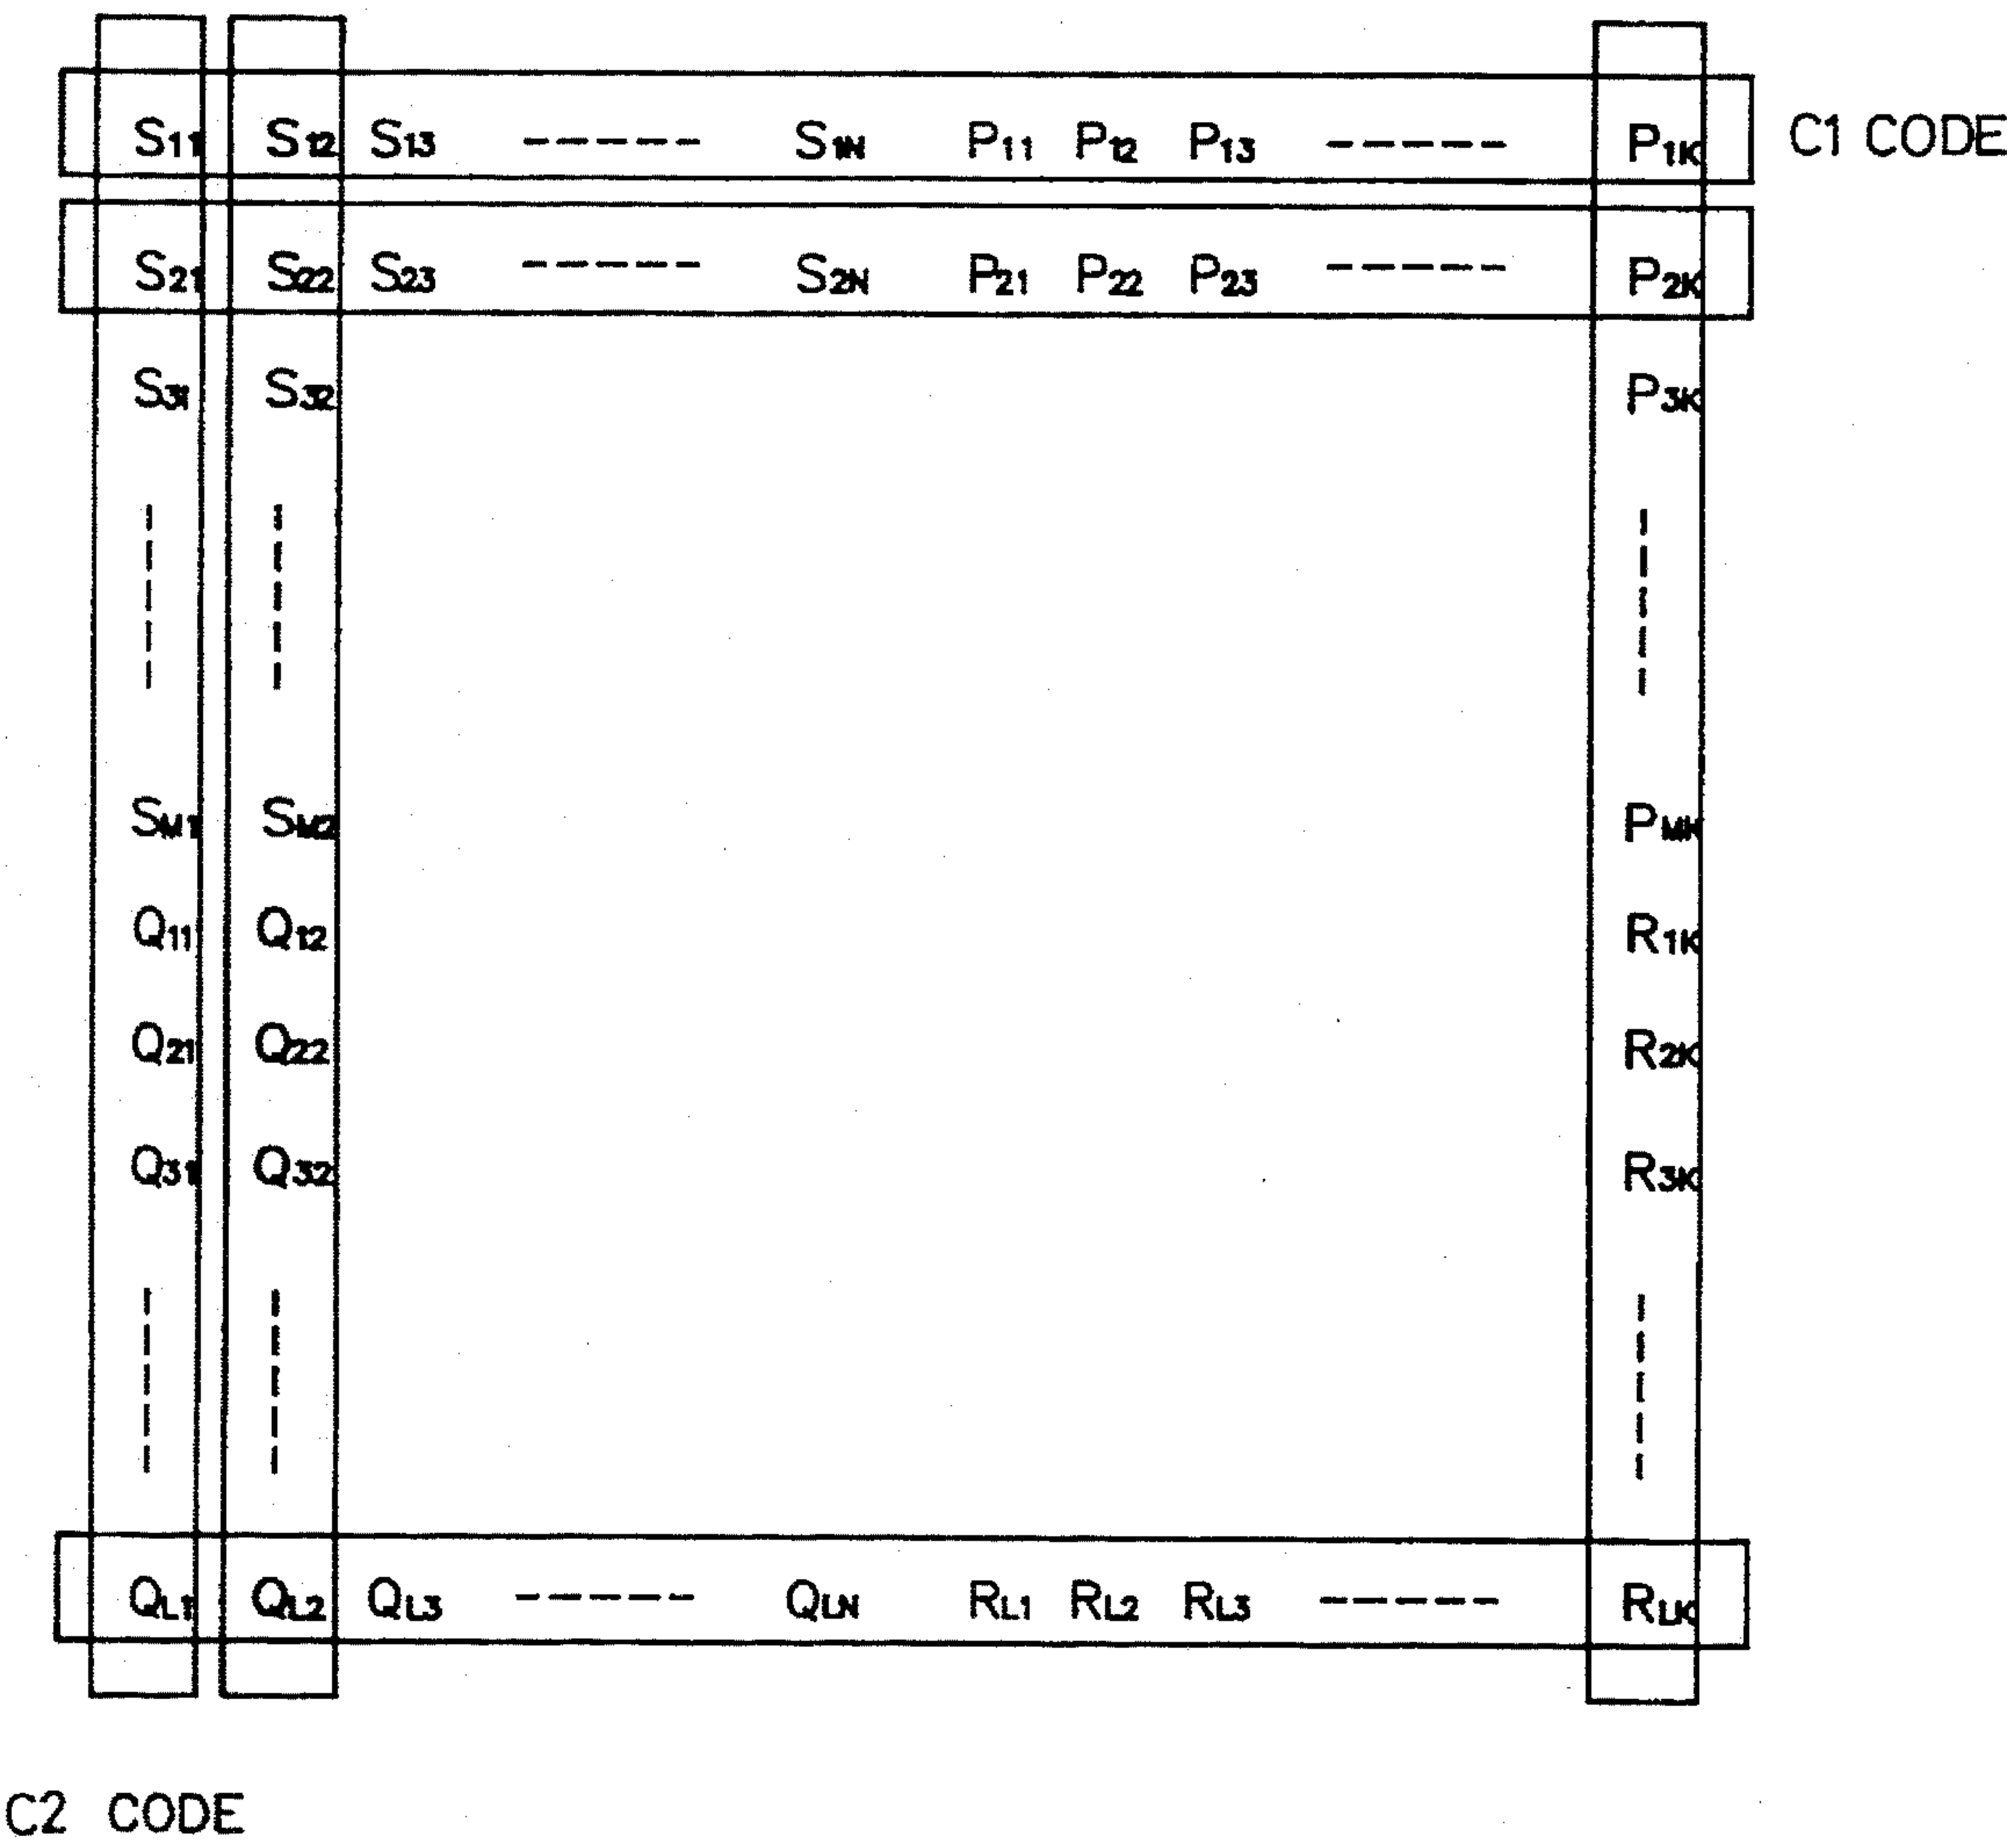 S11 S12 S13 ------ S1N P11 P12 P13 ------ P1K C1 CODE
S21 S22 S23 ------ S2N P21 P22 P23 ------ P2K
S31 S32 P3K
SM1 SM2 PMK
Q11 Q12 R1K
Q21 Q22 R2K
Q31 Q32 R3K
QL1 QL2 QL3 ------ QLN RL1 RL2 RL3 ------ RLK
C2 CODE